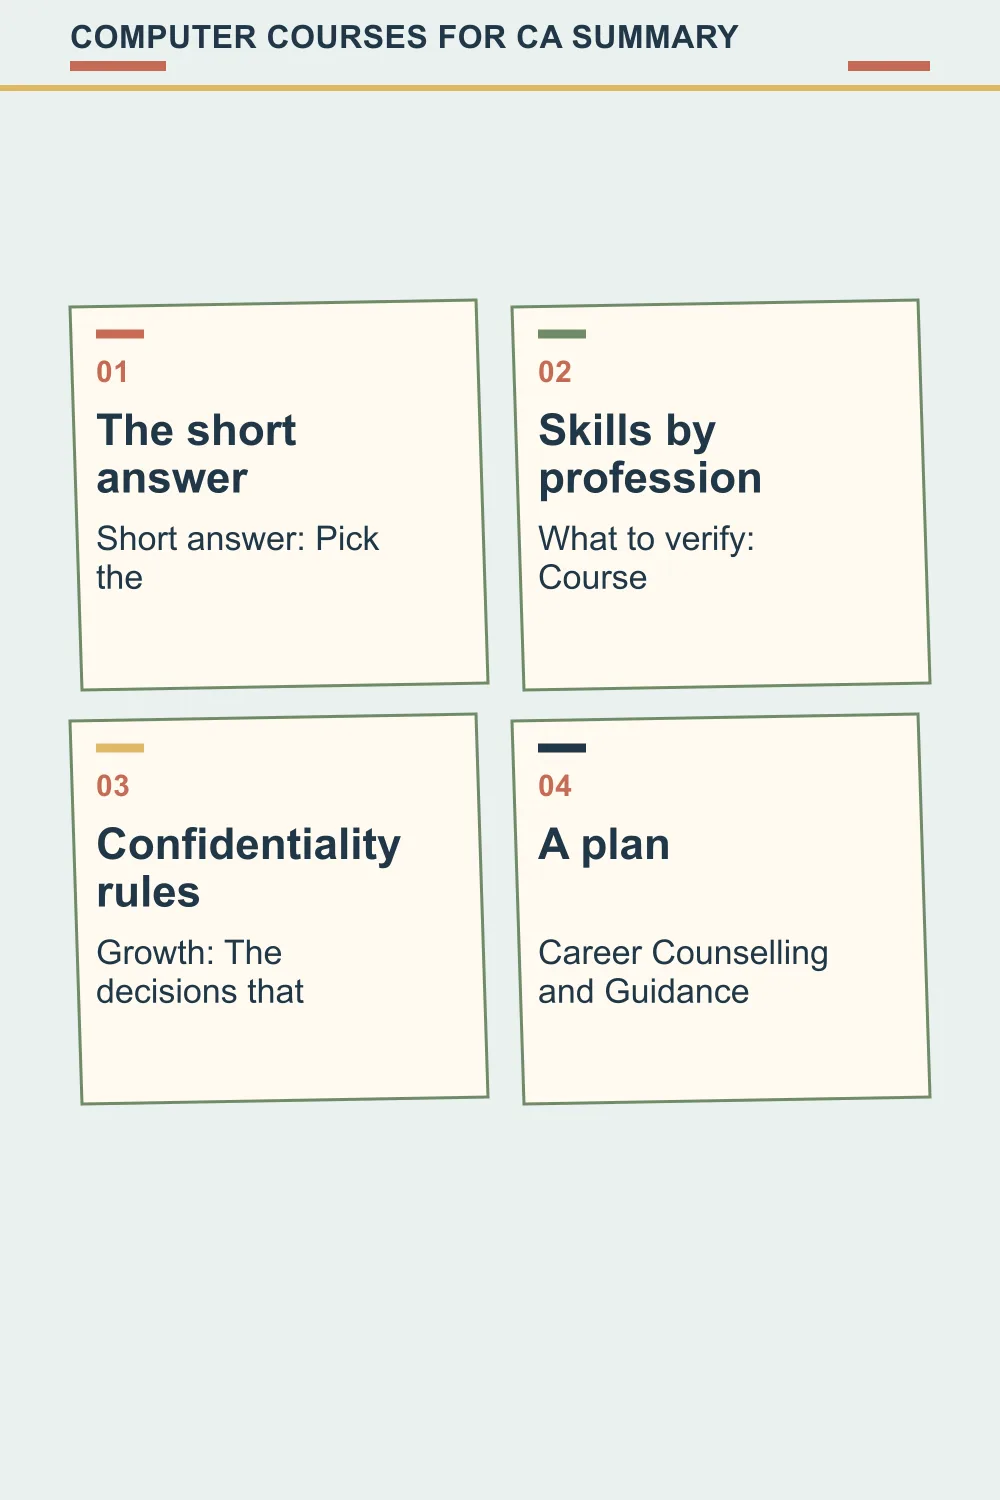 COMPUTER COURSES FOR CA SUMMARY
01
The short
answer
Short answer: Pick
the
02
Skills by
profession
What to verify:
Course
03
Confidentiality
rules
Growth: The
decisions that
04
A plan
Career Counselling
and Guidance